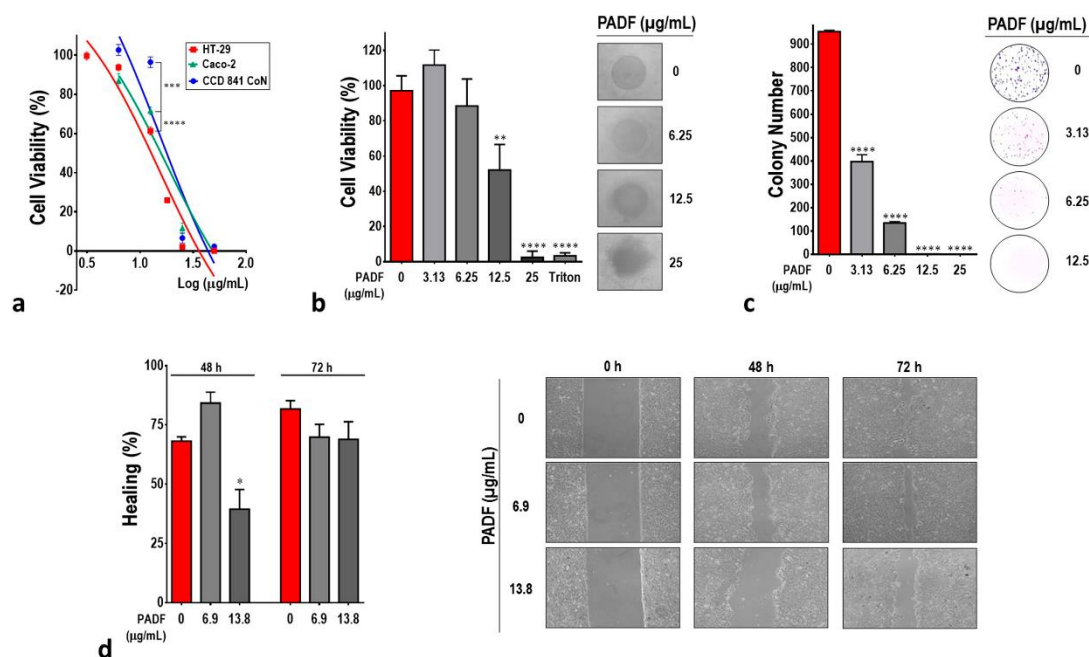 Cell Viability (%)
100
80
60
40
20
0
-20
0.5
1.0
1.5
2.0
Log (µg/mL)
HT-29
Caco-2
CCD 841 CoN
***
****
a
Cell Viability (%)
120
100
80
60
40
20
0
**
**** ****
PADF 0 3.13 6.25 12.5 25 Triton
(µg/mL)
PADF (µg/mL)
0
6.25
12.5
25
b
Colony Number
900
800
700
600
500
400
300
200
100
0
****
****
**** ****
PADF 0 3.13 6.25 12.5 25
(µg/mL)
PADF (µg/mL)
0
3.13
6.25
12.5
c
Healing (%)
100
75
50
25
0
48 h
72 h
*
PADF 0 6.9 13.8 0 6.9 13.8
(µg/mL)
0 h 48 h 72 h
PADF (µg/mL)
0
6.9
13.8
d